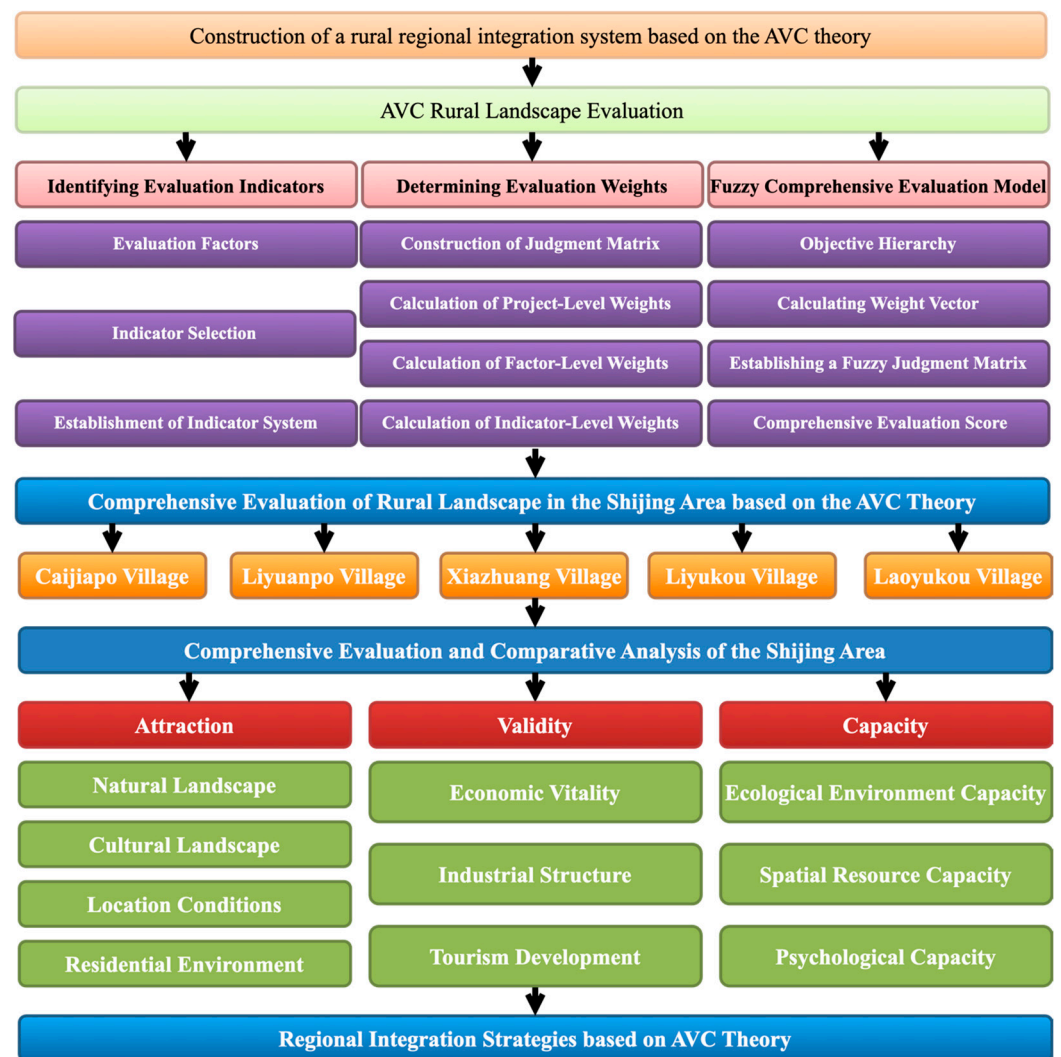 Construction of a rural regional integration system based on the AVC theory
AVC Rural Landscape Evaluation
Identifying Evaluation Indicators
Determining Evaluation Weights
Fuzzy Comprehensive Evaluation Model
Evaluation Factors
Construction of Judgment Matrix
Objective Hierarchy
Calculation of Project-Level Weights
Calculating Weight Vector
Indicator Selection
Calculation of Factor-Level Weights
Establishing a Fuzzy Judgment Matrix
Establishment of Indicator System
Calculation of Indicator-Level Weights
Comprehensive Evaluation Score
Comprehensive Evaluation of Rural Landscape in the Shijing Area based on the AVC Theory
Caijiapo Village
Liyuanpo Village
Xiazhuang Village
Liyukou Village
Laoyukou Village
Comprehensive Evaluation and Comparative Analysis of the Shijing Area
Attraction
Validity
Capacity
Natural Landscape
Economic Vitality
Ecological Environment Capacity
Cultural Landscape
Industrial Structure
Spatial Resource Capacity
Location Conditions
Residential Environment
Tourism Development
Psychological Capacity
Regional Integration Strategies based on AVC Theory